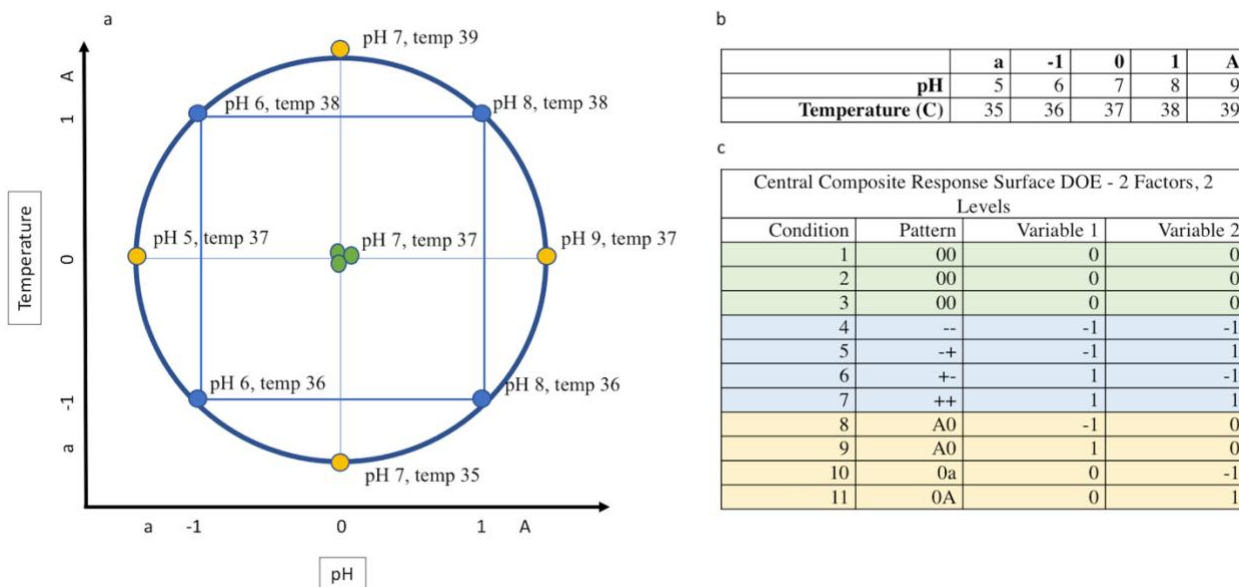 a
pH 7, temp 39
A
pH 6, temp 38
pH 8, temp 38
1
Temperature
pH 5, temp 37
pH 7, temp 37
pH 9, temp 37
0
pH 6, temp 36
pH 8, temp 36
-1
a
pH 7, temp 35
a -1 0 1 A
pH
b
a -1 0 1 A
pH 5 6 7 8 9
Temperature (C) 35 36 37 38 39
c
Central Composite Response Surface DOE - 2 Factors, 2
Levels
Condition Pattern Variable 1 Variable 2
1 00 0 0
2 00 0 0
3 00 0 0
4 -- -1 -1
5 -+ -1 1
6 +- 1 -1
7 ++ 1 1
8 A0 -1 0
9 A0 1 0
10 0a 0 -1
11 0A 0 1